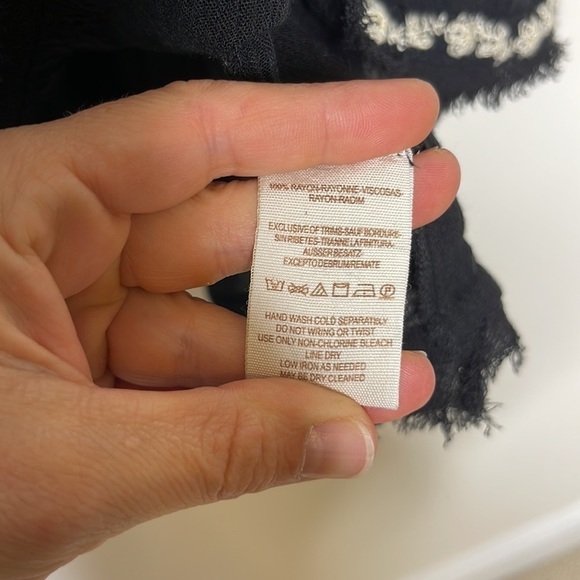 100% RAYON-RAYONNE-VISCOSAS-
RAYON-RADIM
EXCLUSIVE OF TRIMS-SAUF BORDURE-
SIN RIBETES-TRANNE LA FINITURA-
AUSSER BESATZ-
EXCEPTO DEBRUM/REMATE
HAND WASH COLD SEPARATELY
DO NOT WRING OR TWIST
USE ONLY NON-CHLORINE BLEACH
LINE DRY
LOW IRON AS NEEDED
MAY BE DRY CLEANED